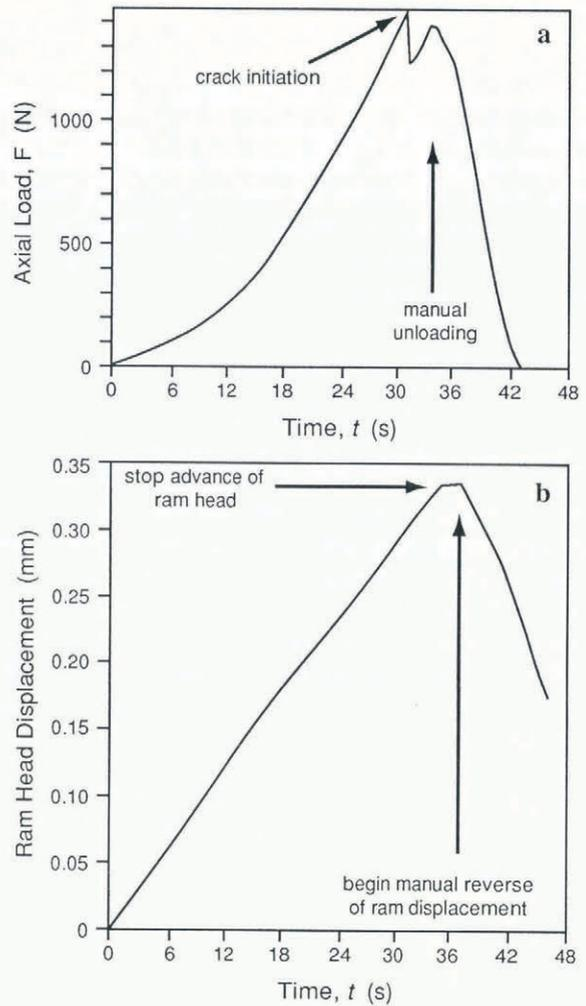 a
crack initiation
manual
unloading
Axial Load, F (N)
1000
500
0
0 6 12 18 24 30 36 42 48
Time, t (s)
b
stop advance of
ram head
begin manual reverse
of ram displacement
Ram Head Displacement (mm)
0.35
0.30
0.25
0.20
0.15
0.10
0.05
0
0 6 12 18 24 30 36 42 48
Time, t (s)